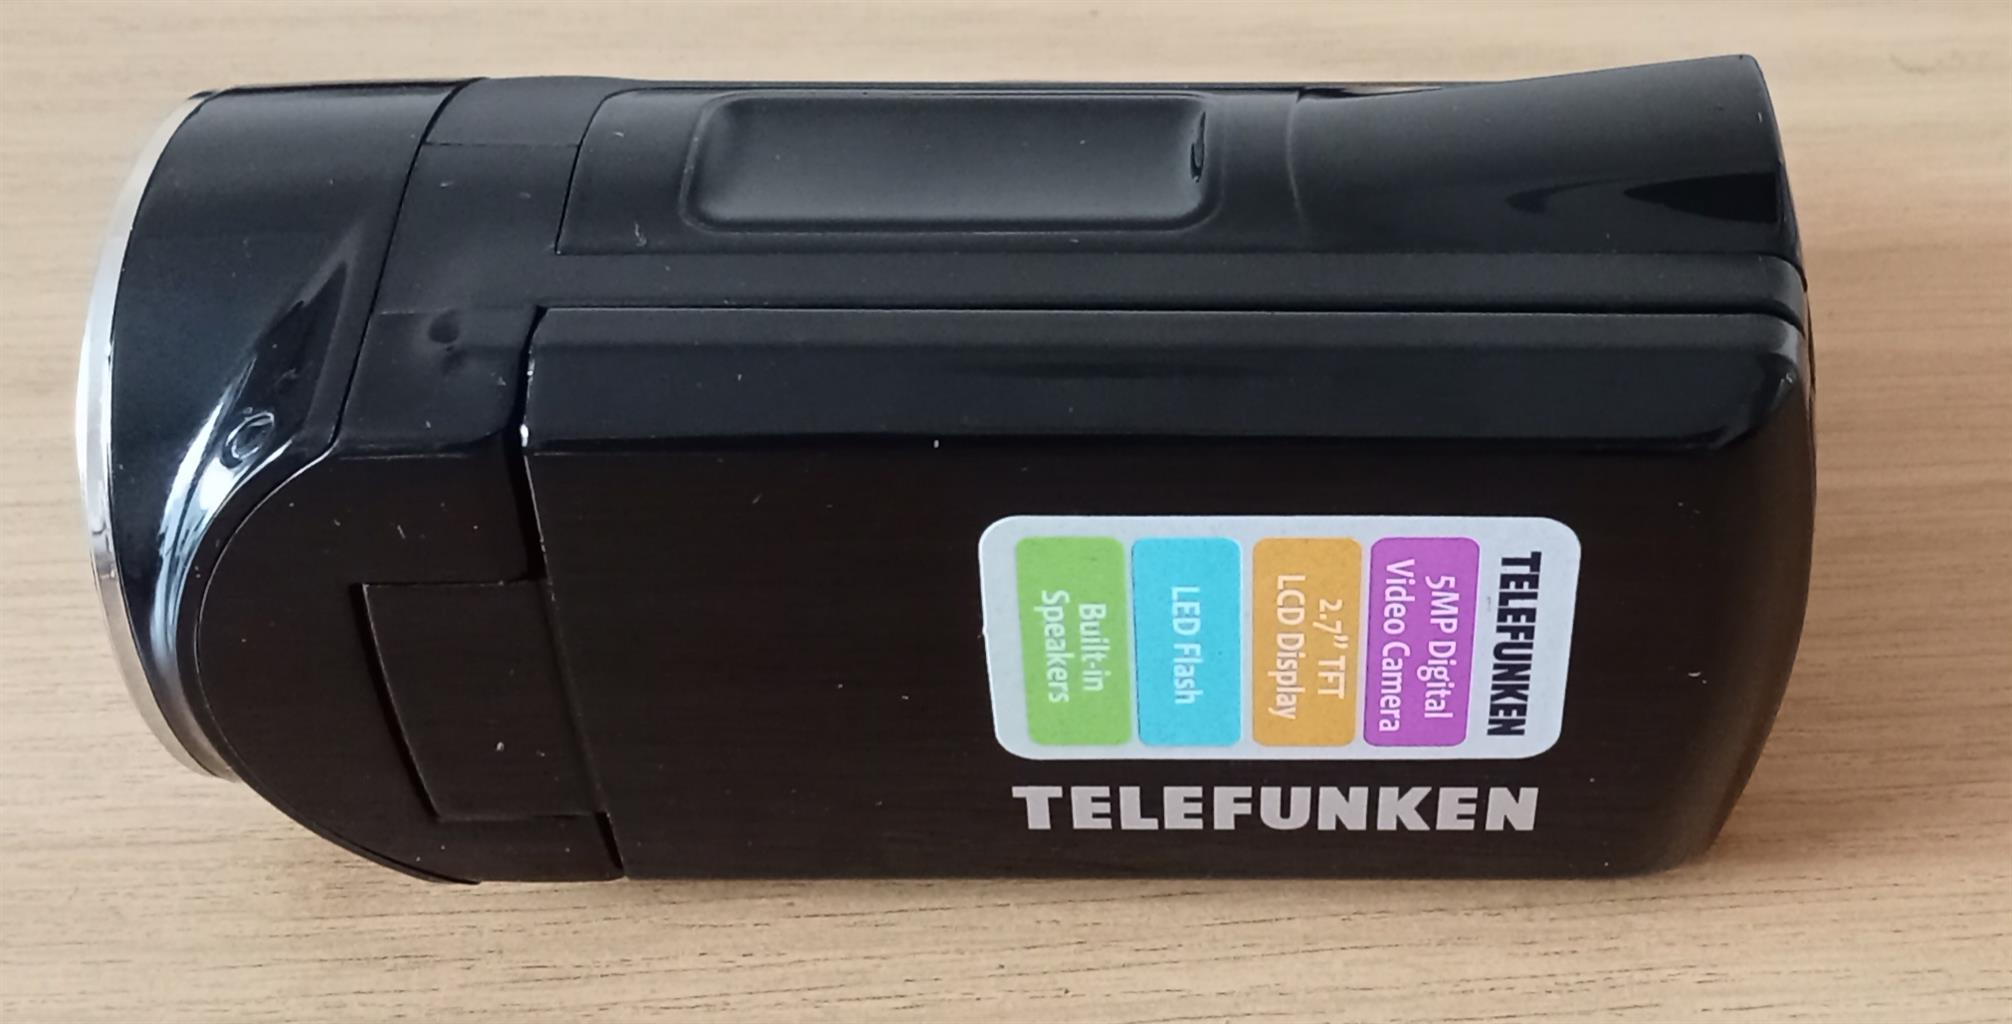 TELEFUNKEN
5MP Digital
Video Camera
2.7" TFT
LCD Display
LED Flash
Built-in
Speakers
TELEFUNKEN